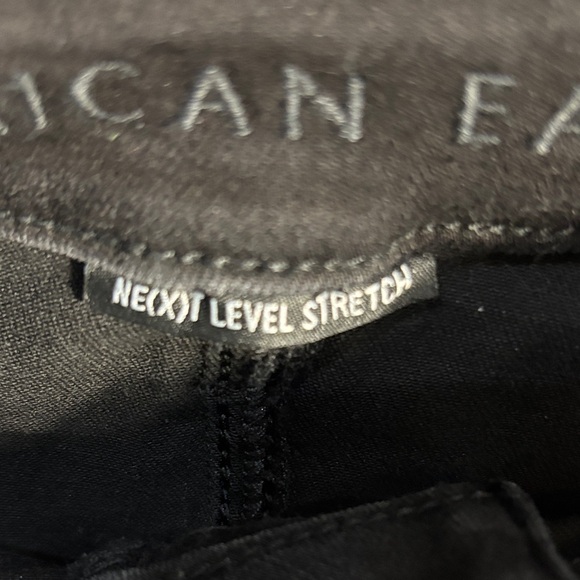 ICAN EA
NE(X)T LEVEL STRETCH